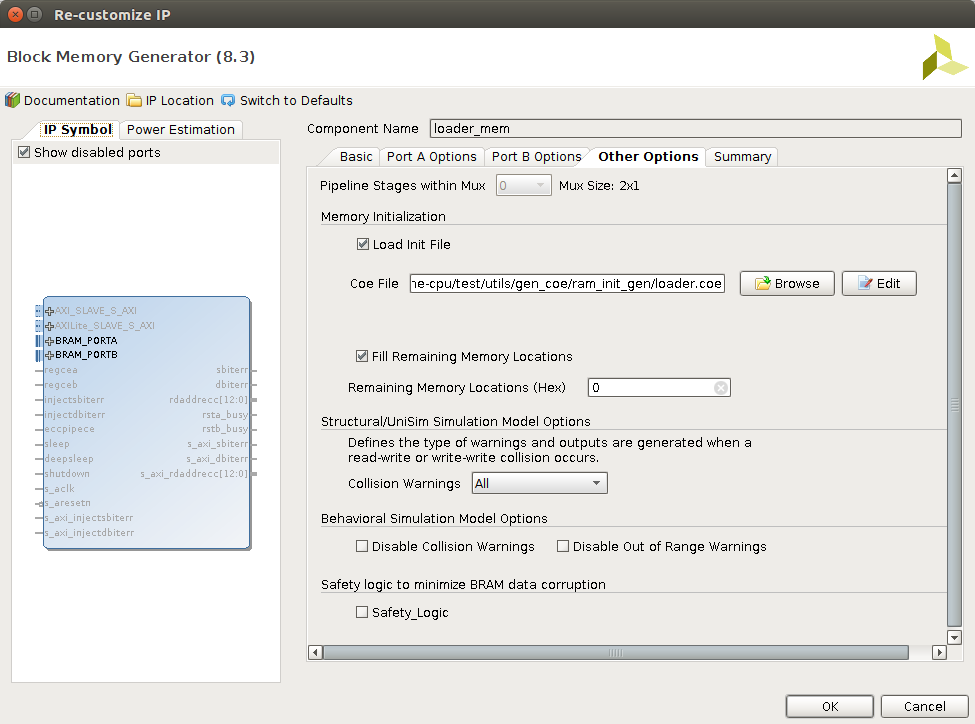 Re-customize IP
Block Memory Generator (8.3)
Documentation IP Location Switch to Defaults
IP Symbol Power Estimation
Show disabled ports
AXI_SLAVE_S_AXI
AXILite_SLAVE_S_AXI
BRAM_PORTA
BRAM_PORTB
regcea sbiterr
regceb dbiterr
injectsbiterr rdaddrecc[12:0]
injectdbiterr rsta_busy
eccpipece rstb_busy
sleep s_axi_sbiterr
deepsleep s_axi_dbiterr
shutdown s_axi_rdaddrecc[12:0]
s_aclk
s_aresetn
s_axi_injectsbiterr
s_axi_injectdbiterr
Component Name loader_mem
Basic Port A Options Port B Options Other Options Summary
Pipeline Stages within Mux 0 Mux Size: 2x1
Memory Initialization
Load Init File
Coe File ne-cpu/test/utils/gen_coe/ram_init_gen/loader.coe Browse Edit
Fill Remaining Memory Locations
Remaining Memory Locations (Hex) 0
Structural/UniSim Simulation Model Options
Defines the type of warnings and outputs are generated when a
read-write or write-write collision occurs.
Collision Warnings All
Behavioral Simulation Model Options
Disable Collision Warnings Disable Out of Range Warnings
Safety logic to minimize BRAM data corruption
Safety_Logic
OK Cancel